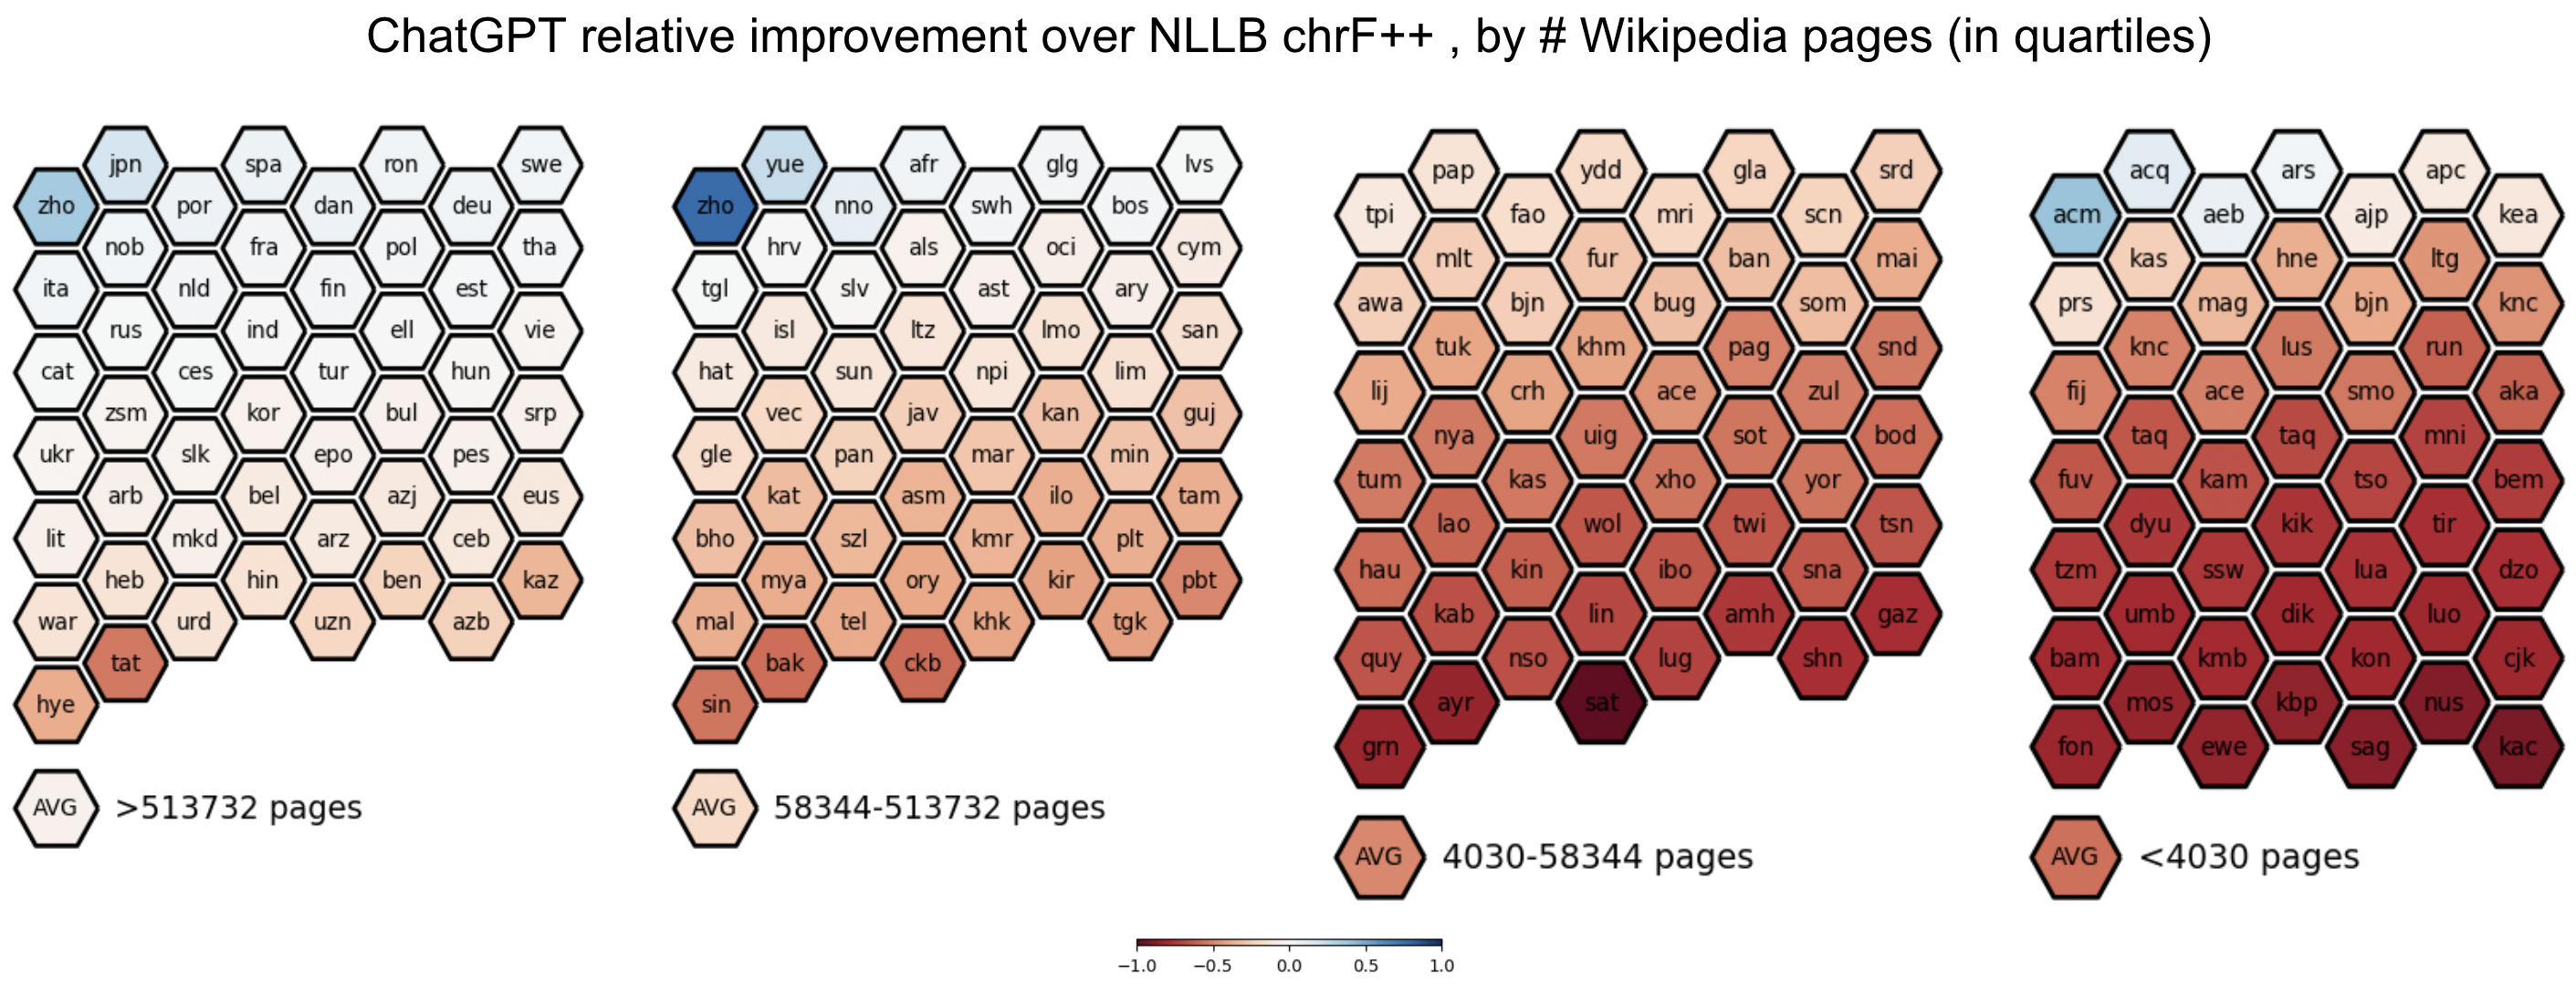 ChatGPT relative improvement over NLLB chrF++ , by # Wikipedia pages (in quartiles)
jpn spa ron swe
zho por dan deu
nob fra pol tha
ita nld fin est
rus ind ell vie
cat ces tur hun
zsm kor bul srp
ukr slk epo pes
arb bel azj eus
lit mkd arz ceb
heb hin ben kaz
war urd uzn azb
tat
hye
AVG >513732 pages
yue afr glg lvs
zho nno swh bos
hrv als oci cym
tgl slv ast ary
isl ltz lmo san
hat sun npi lim
vec jav kan guj
gle pan mar min
kat asm ilo tam
bho szl kmr plt
mya ory kir pbt
mal tel khk tgk
bak ckb
sin
AVG 58344-513732 pages
pap ydd gla srd
tpi fao mri scn
mlt fur ban mai
awa bjn bug som
tuk khm pag snd
lij crh ace zul
nya uig sot bod
tum kas xho yor
lao wol twi tsn
hau kin ibo sna
kab lin amh gaz
quy nso lug shn
ayr sat
grn
AVG 4030-58344 pages
acq ars apc
acm aeb ajp kea
kas hne ltg
prs mag bjn knc
knc lus run
fij ace smo aka
taq taq mni
fuv kam tso bem
dyu kik tir
tzm ssw lua dzo
umb dik luo
bam kmb kon cjk
mos kbp nus
fon ewe sag kac
AVG <4030 pages
−1.0 −0.5 0.0 0.5 1.0